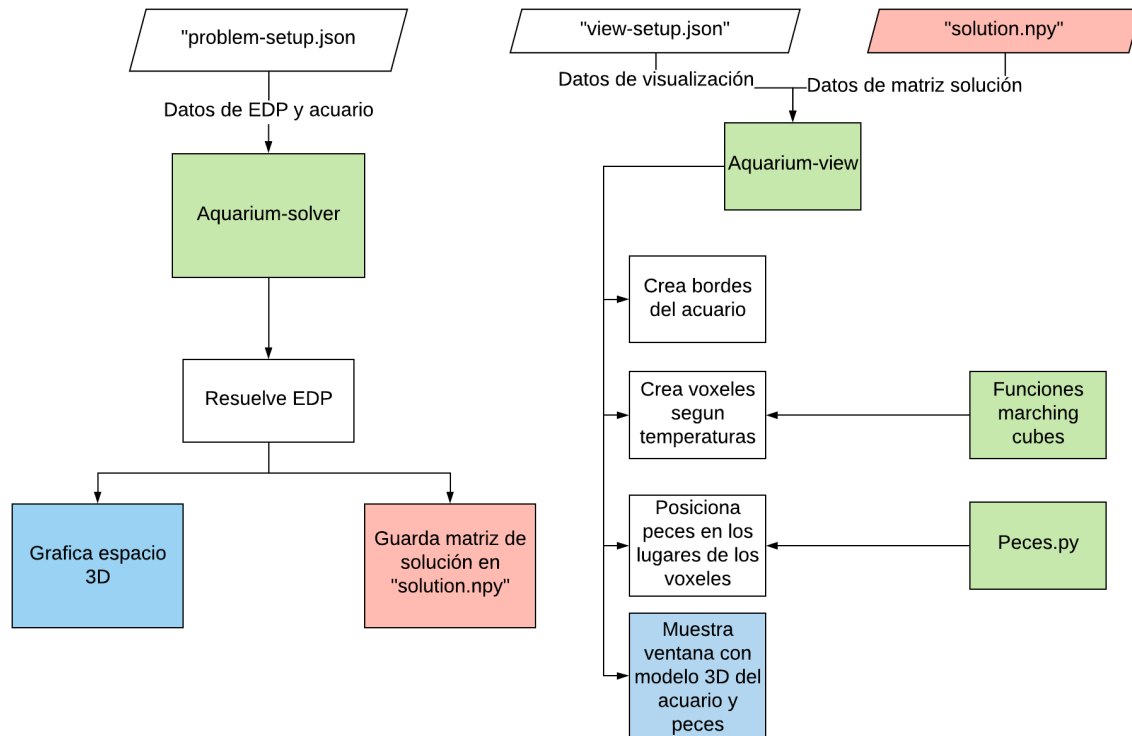 "problem-setup.json
Datos de EDP y acuario
Aquarium-solver
Resuelve EDP
Grafica espacio
3D
Guarda matriz de
solución en
"solution.npy"
"view-setup.json"
"solution.npy"
Datos de visualización
Datos de matriz solución
Aquarium-view
Crea bordes
del acuario
Crea voxeles
segun
temperaturas
Funciones
marching
cubes
Posiciona
peces en los
lugares de los
voxeles
Peces.py
Muestra
ventana con
modelo 3D del
acuario y
peces